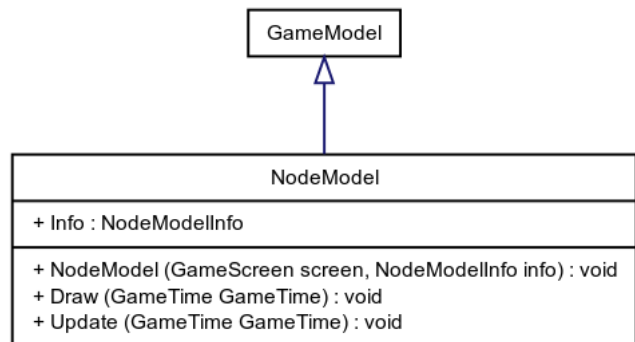 GameModel
NodeModel
+ Info : NodeModelInfo
+ NodeModel (GameScreen screen, NodeModelInfo info) : void
+ Draw (GameTime GameTime) : void
+ Update (GameTime GameTime) : void